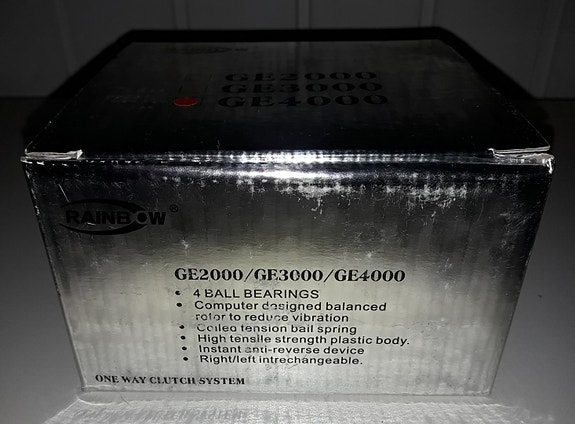 RAINBOW
GE2000
GE3000
GE4000
RAINBOW®
GE2000/GE3000/GE4000
• 4 BALL BEARINGS
• Computer designed balanced
rotor to reduce vibration
• Coiled tension bail spring
• High tensile strength plastic body.
• Instant anti-reverse device
• Right/left intrechangeable.
ONE WAY CLUTCH SYSTEM